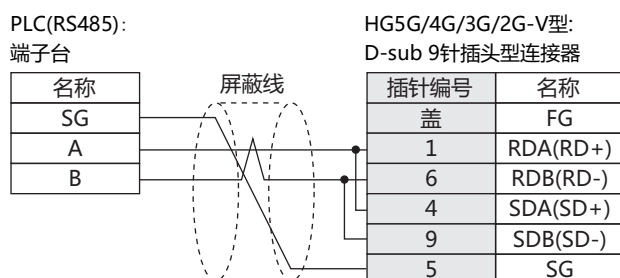 PLC(RS485):
端子台
HG5G/4G/3G/2G-V型:
D-sub 9针插头型连接器
名称
SG
A
B
屏蔽线
插针编号 名称
盖 FG
1 RDA(RD+)
6 RDB(RD-)
4 SDA(SD+)
9 SDB(SD-)
5 SG